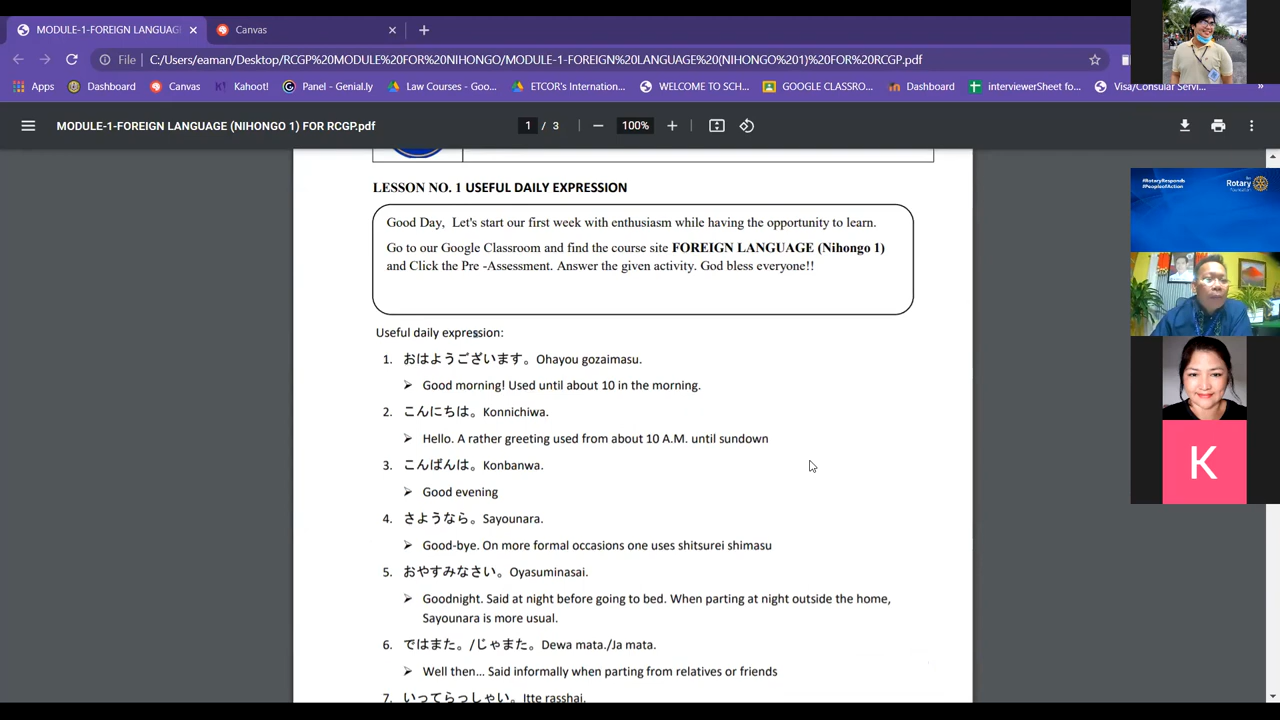 MODULE-1-FOREIGN LANGUAG
Canvas
File
C:/Users/eaman/Desktop/RCGP%20MODULE%20FOR%20NIHONGO/MODULE-1-FOREIGN%20LANGUAGE%20(NIHONGO%201)%20FOR%20RCGP.pdf
Apps
Dashboard
Canvas
Kahoot!
Panel - Genial.ly
Law Courses - Goo...
ETCOR's Internation...
WELCOME TO SCH...
GOOGLE CLASSRO...
Dashboard
interviewerSheet fo...
Visa/Consular Servi...
MODULE-1-FOREIGN LANGUAGE (NIHONGO 1) FOR RCGP.pdf
1 / 3
100%
LESSON NO. 1 USEFUL DAILY EXPRESSION
Good Day, Let's start our first week with enthusiasm while having the opportunity to learn.
Go to our Google Classroom and find the course site FOREIGN LANGUAGE (Nihongo 1)
and Click the Pre -Assessment. Answer the given activity. God bless everyone!!
Useful daily expression:
1. おはようございます。Ohayou gozaimasu.
Good morning! Used until about 10 in the morning.
2. こんにちは。Konnichiwa.
Hello. A rather greeting used from about 10 A.M. until sundown
3. こんばんは。Konbanwa.
Good evening
4. さようなら。Sayounara.
Good-bye. On more formal occasions one uses shitsurei shimasu
5. おやすみなさい。Oyasuminasai.
Goodnight. Said at night before going to bed. When parting at night outside the home,
Sayounara is more usual.
6. ではまた。/じゃまた。Dewa mata./Ja mata.
Well then... Said informally when parting from relatives or friends
7. いってらっしゃい。Itte rasshai.
#RotaryResponds
#PeopleofAction
The
Rotary
Foundation
K